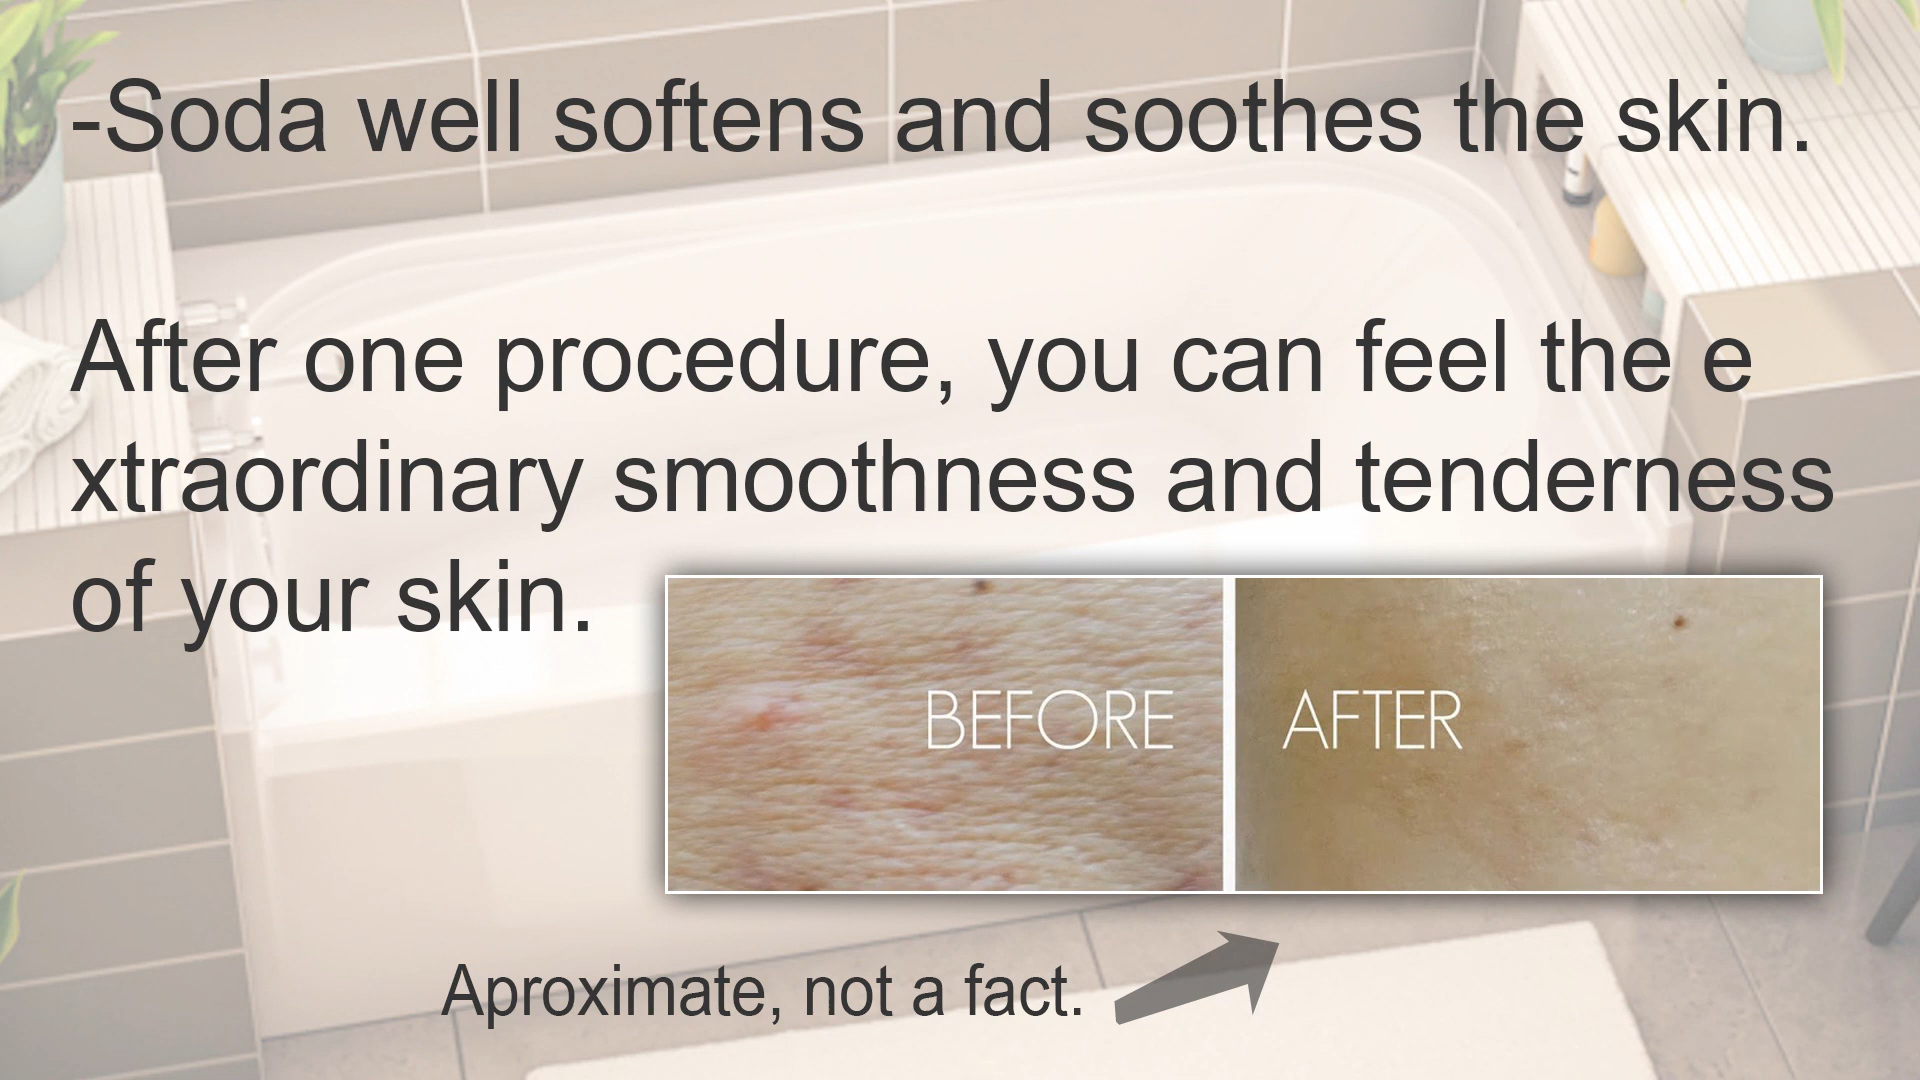 -Soda well softens and soothes the skin.
After one procedure, you can feel the e
xtraordinary smoothness and tenderness
of your skin.
BEFORE
AFTER
Aproximate, not a fact.